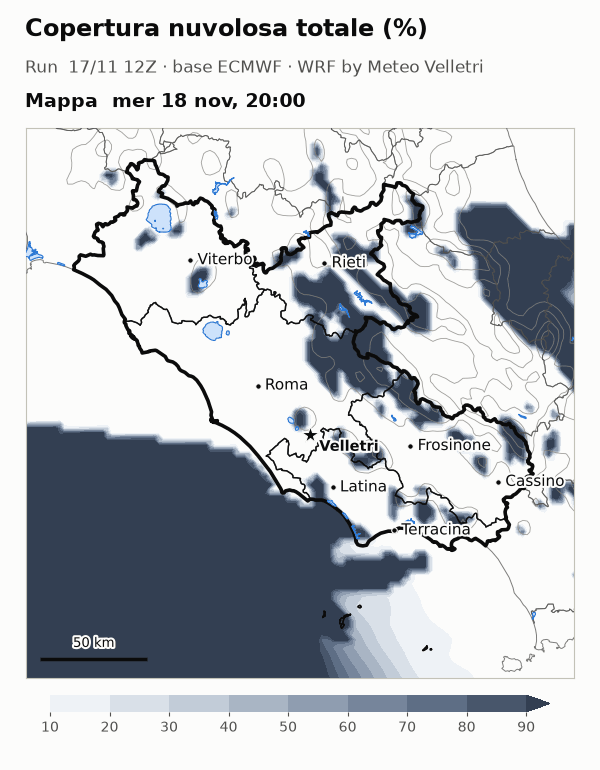 Copertura nuvolosa totale (%)
Run 17/11 12Z · base ECMWF · WRF by Meteo Velletri
Mappa mer 18 nov, 20:00
Viterbo
Rieti
Roma
Velletri
Frosinone
Cassino
Latina
Terracina
50 km
10 20 30 40 50 60 70 80 90